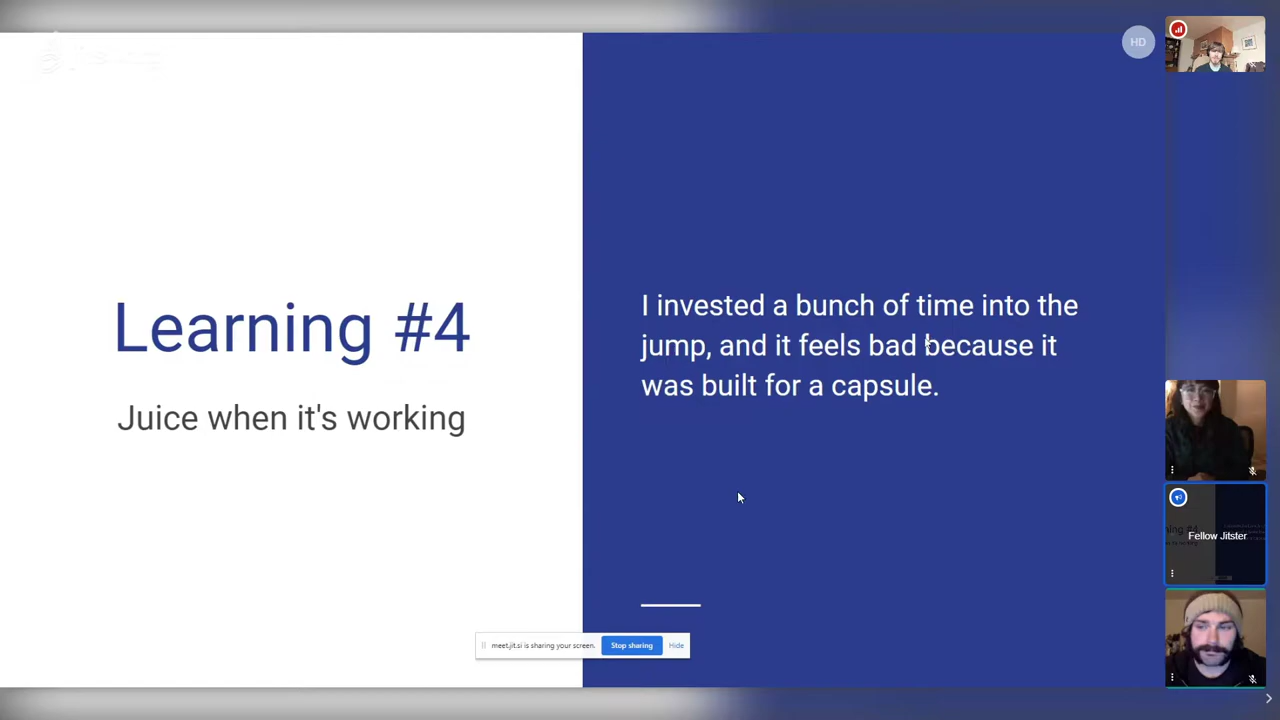 HD
Learning #4
Juice when it's working
I invested a bunch of time into the
jump, and it feels bad because it
was built for a capsule.
Fellow Jitster
meet.jit.si is sharing your screen.
Stop sharing
Hide